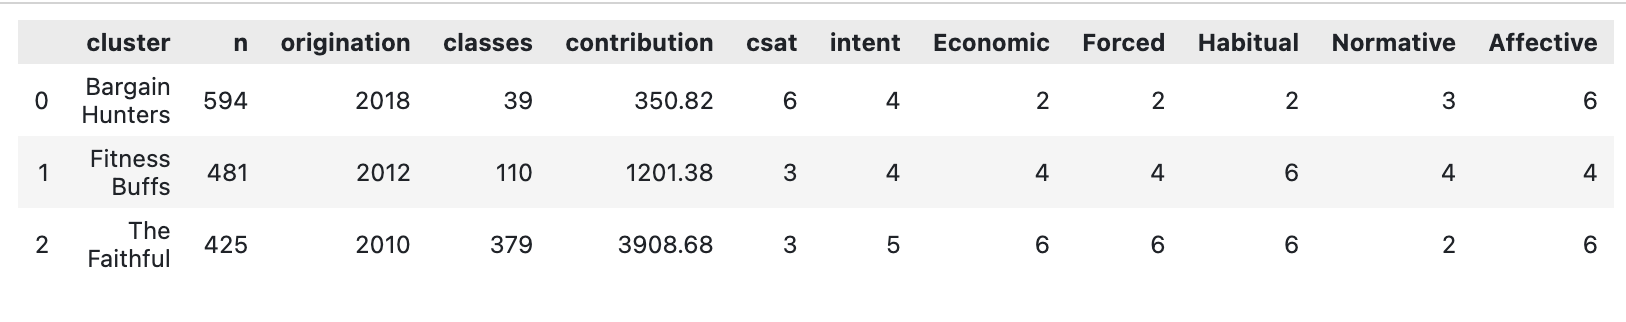 cluster n origination classes contribution csat intent Economic Forced Habitual Normative Affective
0 Bargain Hunters 594 2018 39 350.82 6 4 2 2 2 3 6
1 Fitness Buffs 481 2012 110 1201.38 3 4 4 4 6 4 4
2 The Faithful 425 2010 379 3908.68 3 5 6 6 6 2 6